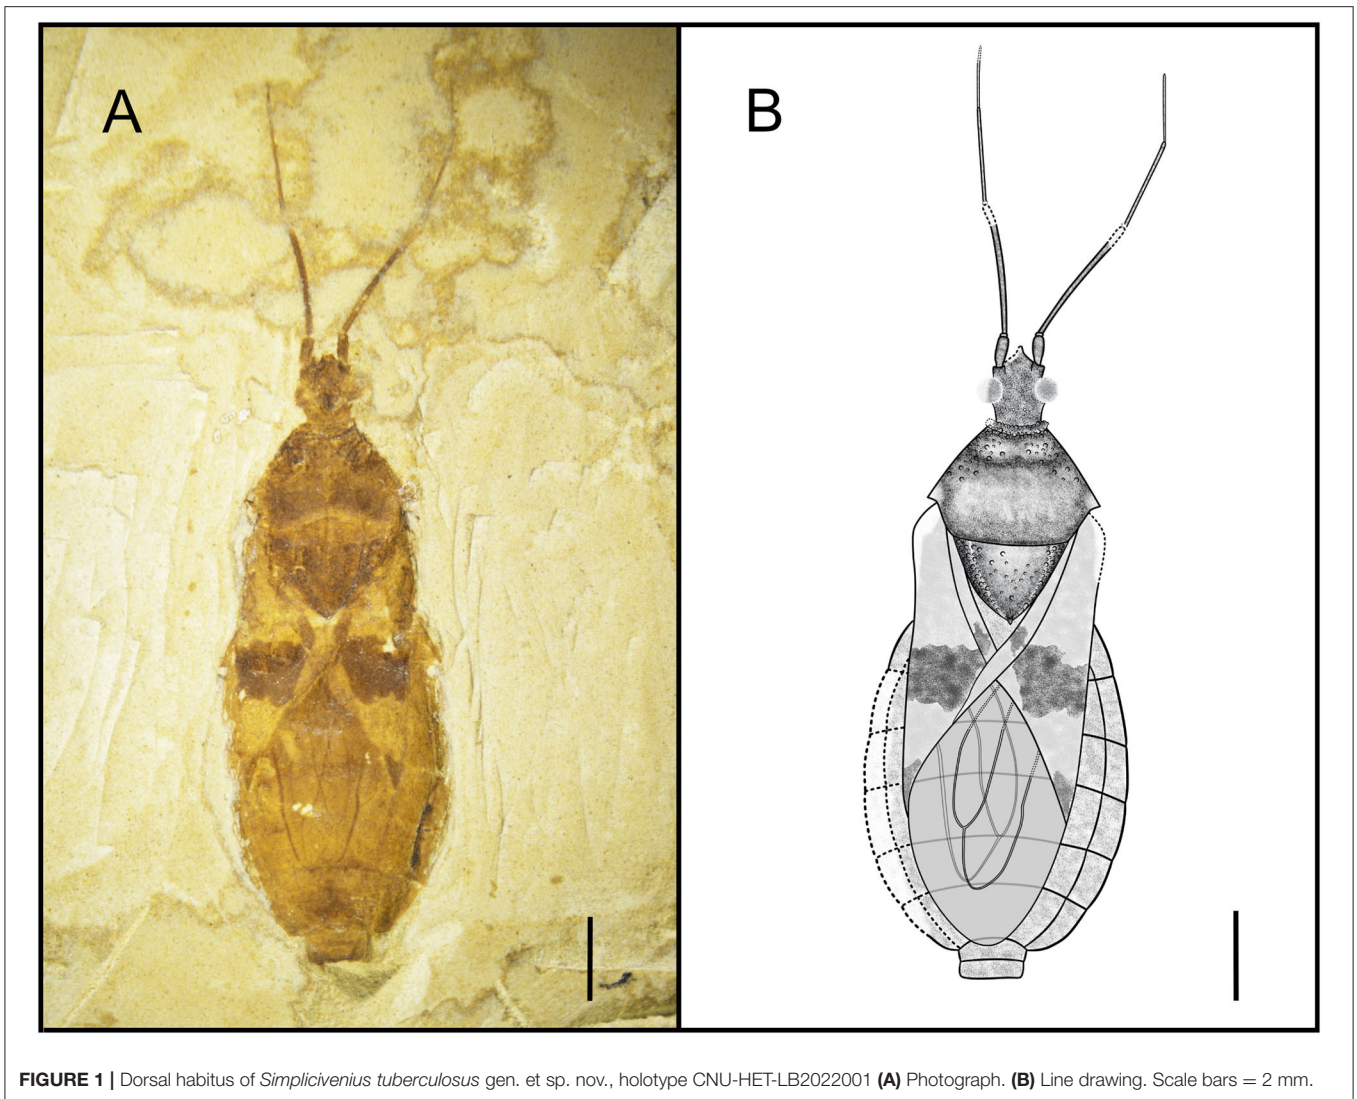 A
B
FIGURE 1 | Dorsal habitus of Simplicivenius tuberculosus gen. et sp. nov., holotype CNU-HET-LB2022001 (A) Photograph. (B) Line drawing. Scale bars = 2 mm.